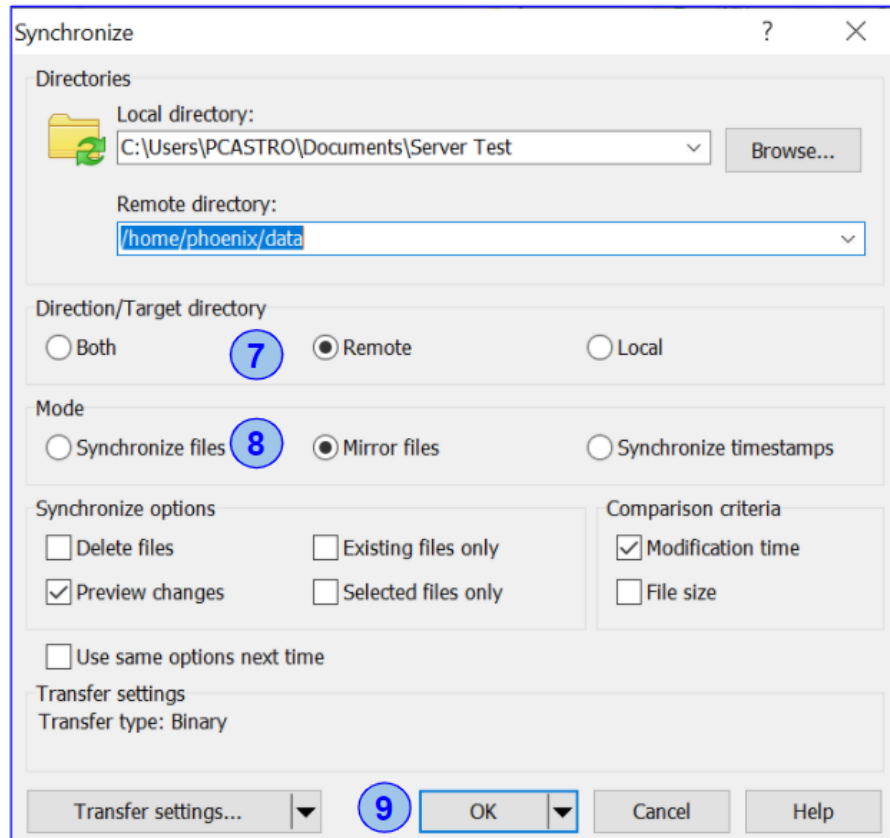 Synchronize ?
Directories
Local directory:
C:\Users\PCASTRO\Documents\Server Test
Browse...
Remote directory:
/home/phoenix/data
Direction/Target directory
Both 7 Remote Local
Mode
Synchronize files 8 Mirror files Synchronize timestamps
Synchronize options
Delete files Existing files only
Preview changes Selected files only
Comparison criteria
Modification time
File size
Use same options next time
Transfer settings
Transfer type: Binary
Transfer settings... 9 OK Cancel Help